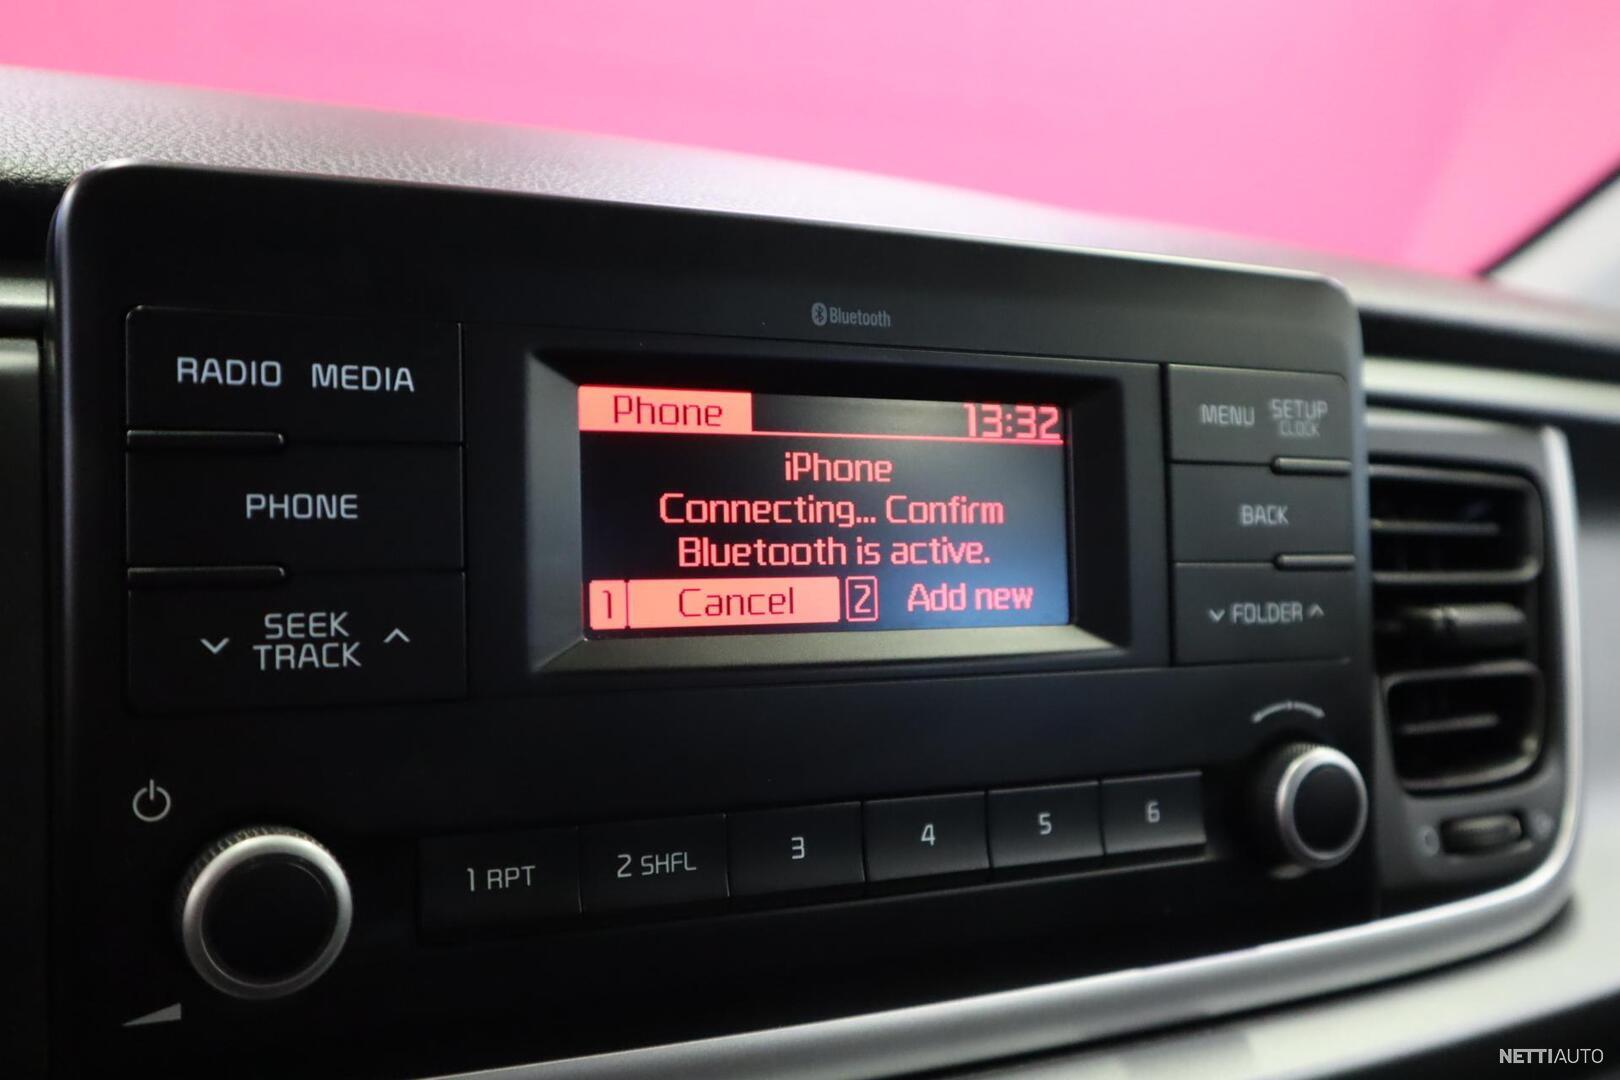 Bluetooth
RADIO MEDIA
PHONE
SEEK
TRACK
Phone 13:32
iPhone
Connecting... Confirm
Bluetooth is active.
1 Cancel 2 Add new
MENU SETUP
CLOCK
BACK
FOLDER
1 RPT 2 SHFL 3 4 5 6
NETTIAUTO